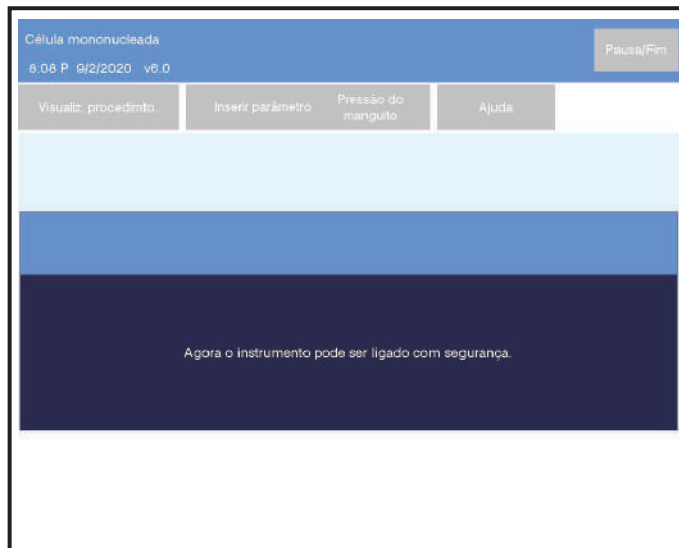 Célula mononucleada
Pausa/Fim
8:08 P 9/2/2020 v6.0
Visualiz. procedimto.
Inserir parâmetro
Pressão do
manguito
Ajuda
Agora o instrumento pode ser ligado com segurança.